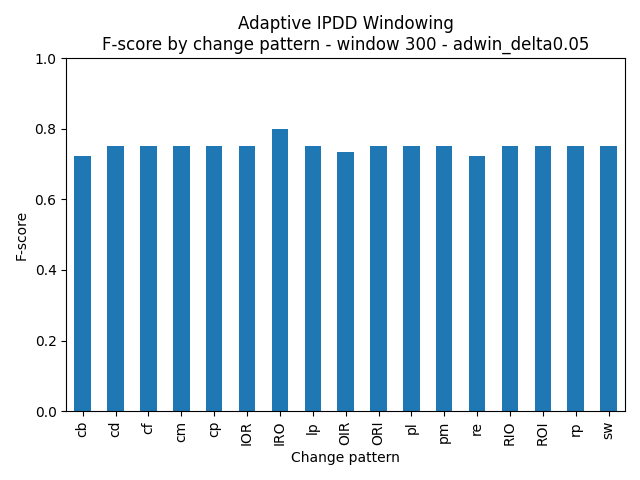 Adaptive IPDD Windowing
F-score by change pattern - window 300 - adwin_delta0.05
1.0
0.8
0.6
0.4
0.2
0.0
F-score
cb
cd
cf
cm
cp
IOR
IRO
lp
OIR
ORI
pl
pm
re
RIO
ROI
rp
sw
Change pattern